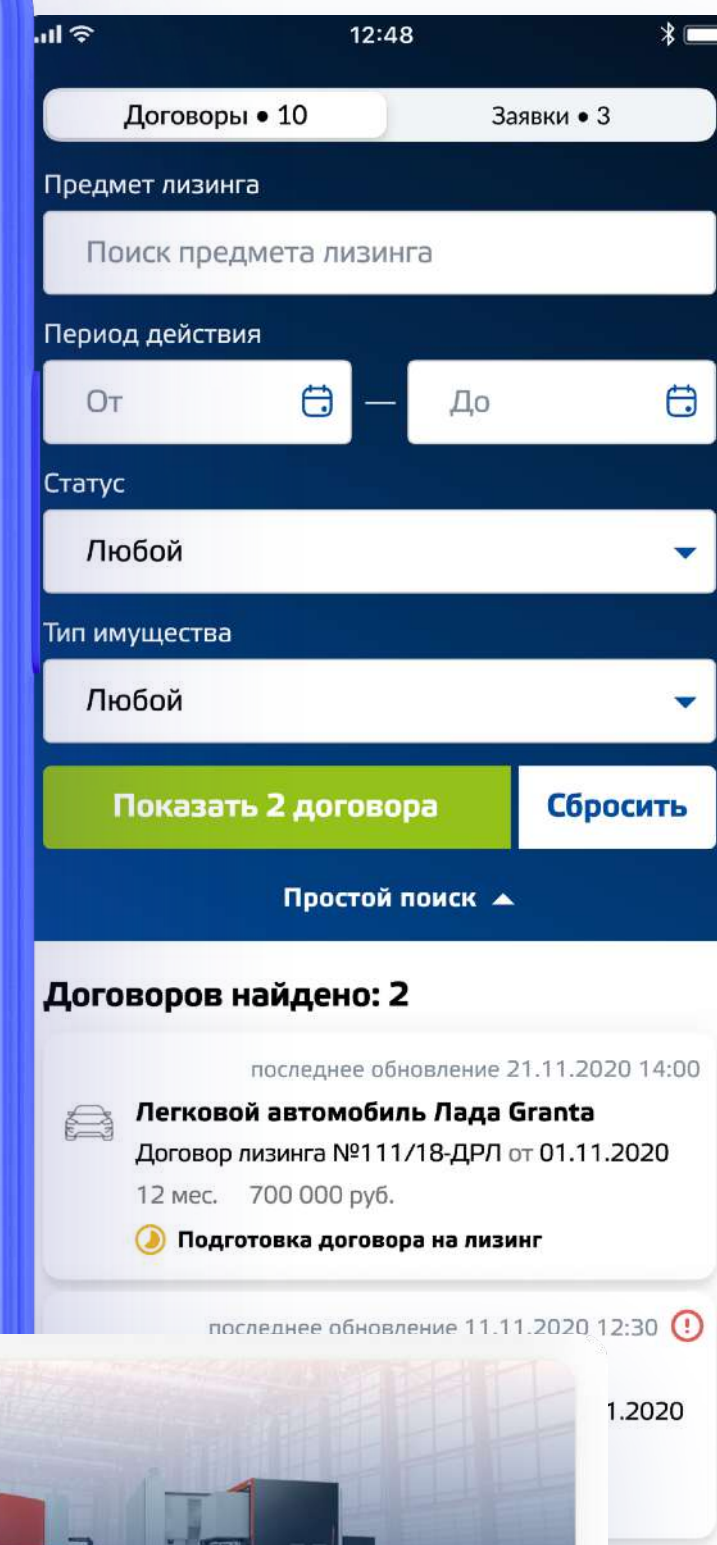 12:48
Договоры • 10
Заявки • 3
Предмет лизинга
Поиск предмета лизинга
Период действия
От
—
До
Статус
Любой
Тип имущества
Любой
Показать 2 договора
Сбросить
Простой поиск
Договоров найдено: 2
последнее обновление 21.11.2020 14:00
Легковой автомобиль Лада Granta
Договор лизинга №111/18-ДРЛ от 01.11.2020
12 мес. 700 000 руб.
Подготовка договора на лизинг
последнее обновление 11.11.2020 12:30
1.2020